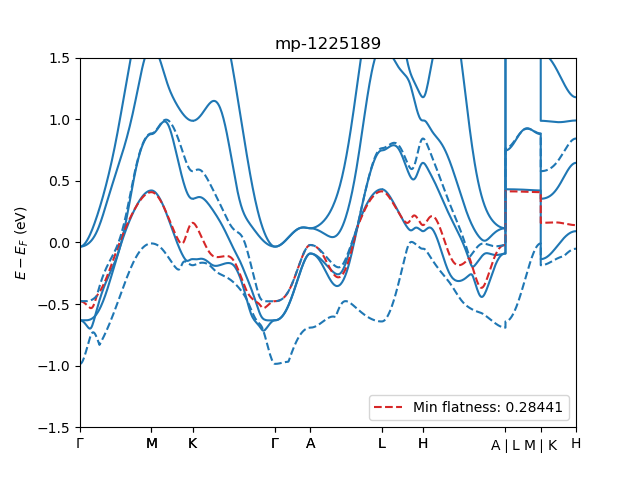 mp-1225189
E − E_F (eV)
1.5
1.0
0.5
0.0
−0.5
−1.0
−1.5
Min flatness: 0.28441
Γ M K Γ A L H A | L M | K H